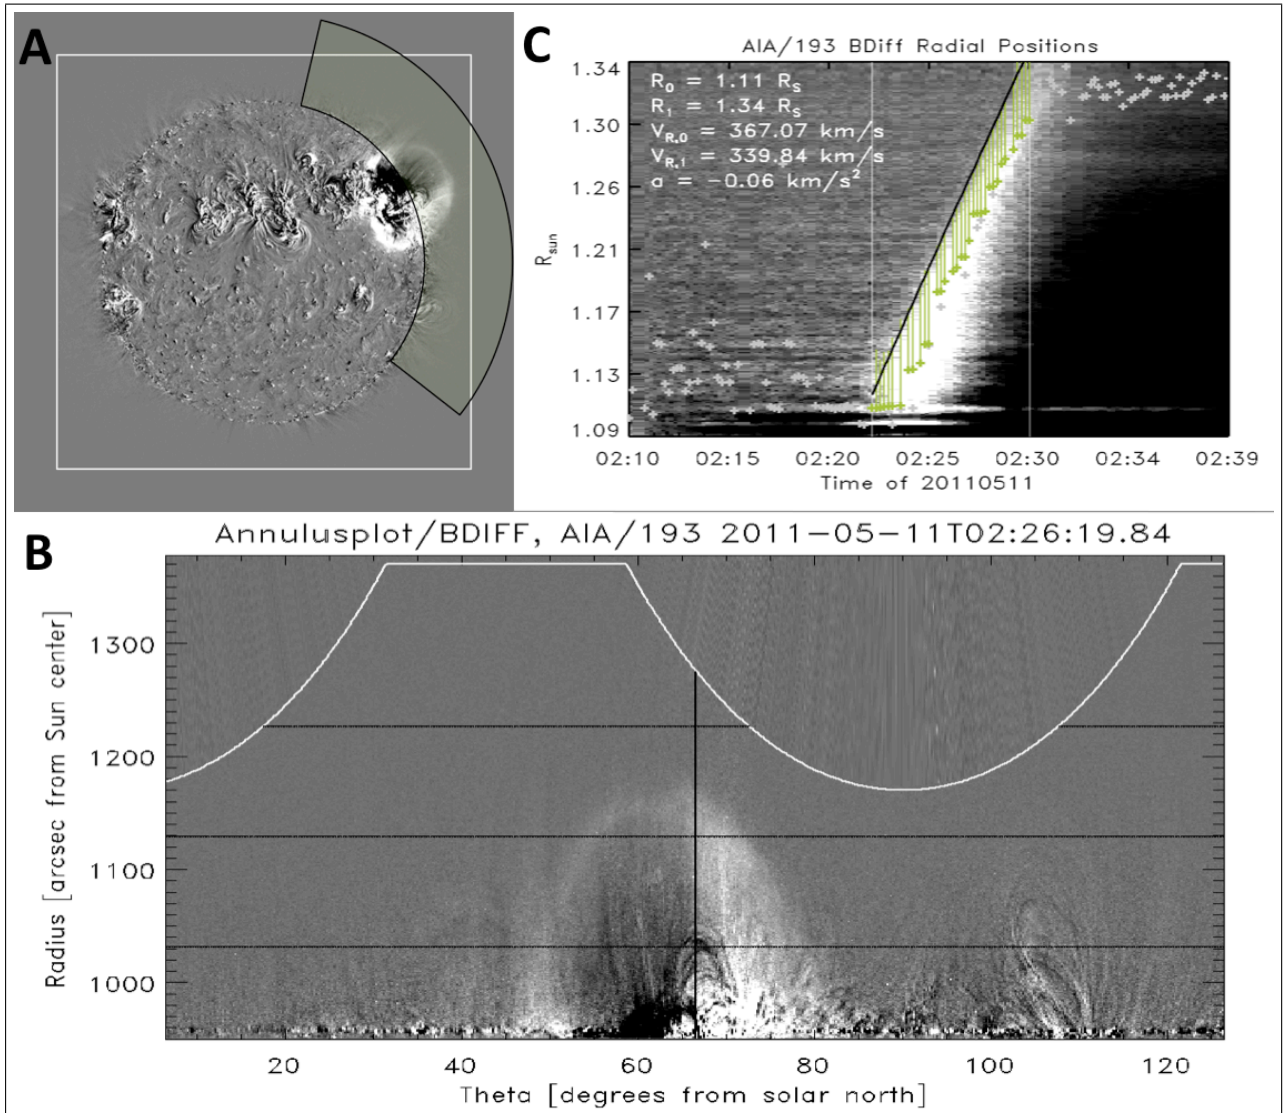 A
C
AIA/193 BDiff Radial Positions
R₀ = 1.11 Rₛ
R₁ = 1.34 Rₛ
V_R,0 = 367.07 km/s
V_R,1 = 339.84 km/s
a = −0.06 km/s²
1.34
1.30
1.26
1.21
1.17
1.13
1.09
R_sun
02:10 02:15 02:20 02:25 02:30 02:34 02:39
Time of 20110511
B
Annulusplot/BDIFF, AIA/193 2011−05−11T02:26:19.84
1300
1200
1100
1000
Radius [arcsec from Sun center]
20 40 60 80 100 120
Theta [degrees from solar north]